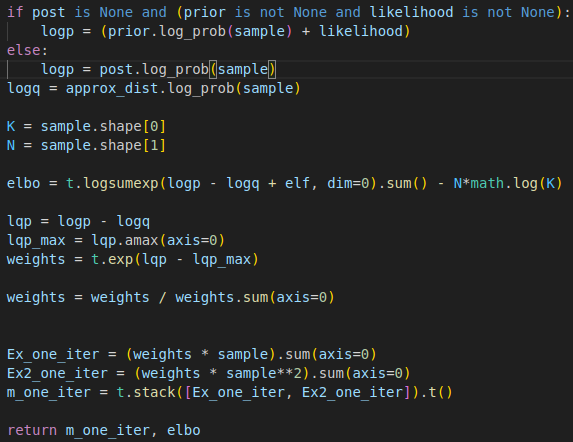 if post is None and (prior is not None and likelihood is not None):
    logp = (prior.log_prob(sample) + likelihood)
else:
    logp = post.log_prob(sample)
logq = approx_dist.log_prob(sample)

K = sample.shape[0]
N = sample.shape[1]

elbo = t.logsumexp(logp - logq + elf, dim=0).sum() - N*math.log(K)

lqp = logp - logq
lqp_max = lqp.amax(axis=0)
weights = t.exp(lqp - lqp_max)

weights = weights / weights.sum(axis=0)


Ex_one_iter = (weights * sample).sum(axis=0)
Ex2_one_iter = (weights * sample**2).sum(axis=0)
m_one_iter = t.stack([Ex_one_iter, Ex2_one_iter]).t()

return m_one_iter, elbo